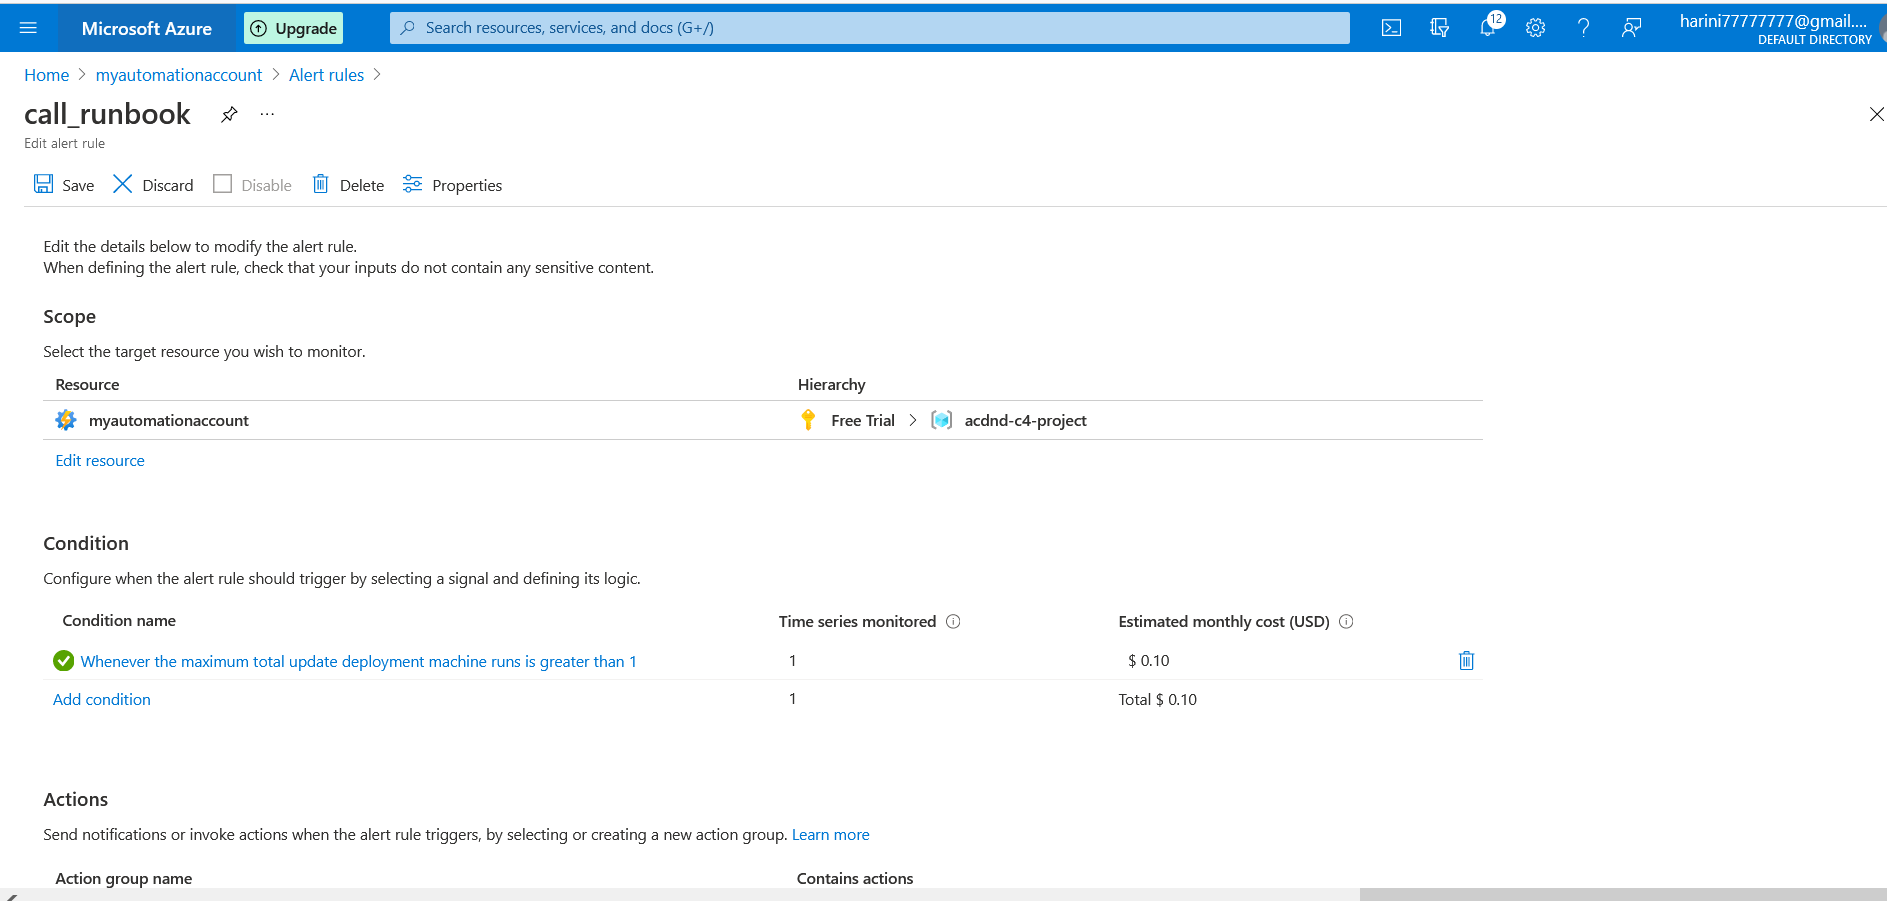 Microsoft Azure
Upgrade
Search resources, services, and docs (G+/)
12
harini77777777@gmail....
DEFAULT DIRECTORY
Home > myautomationaccount > Alert rules >
call_runbook ...
Edit alert rule
Save Discard Disable Delete Properties
Edit the details below to modify the alert rule.
When defining the alert rule, check that your inputs do not contain any sensitive content.
Scope
Select the target resource you wish to monitor.
Resource Hierarchy
myautomationaccount Free Trial > acdnd-c4-project
Edit resource
Condition
Configure when the alert rule should trigger by selecting a signal and defining its logic.
Condition name Time series monitored Estimated monthly cost (USD)
Whenever the maximum total update deployment machine runs is greater than 1 1 $ 0.10
Add condition 1 Total $ 0.10
Actions
Send notifications or invoke actions when the alert rule triggers, by selecting or creating a new action group. Learn more
Action group name Contains actions